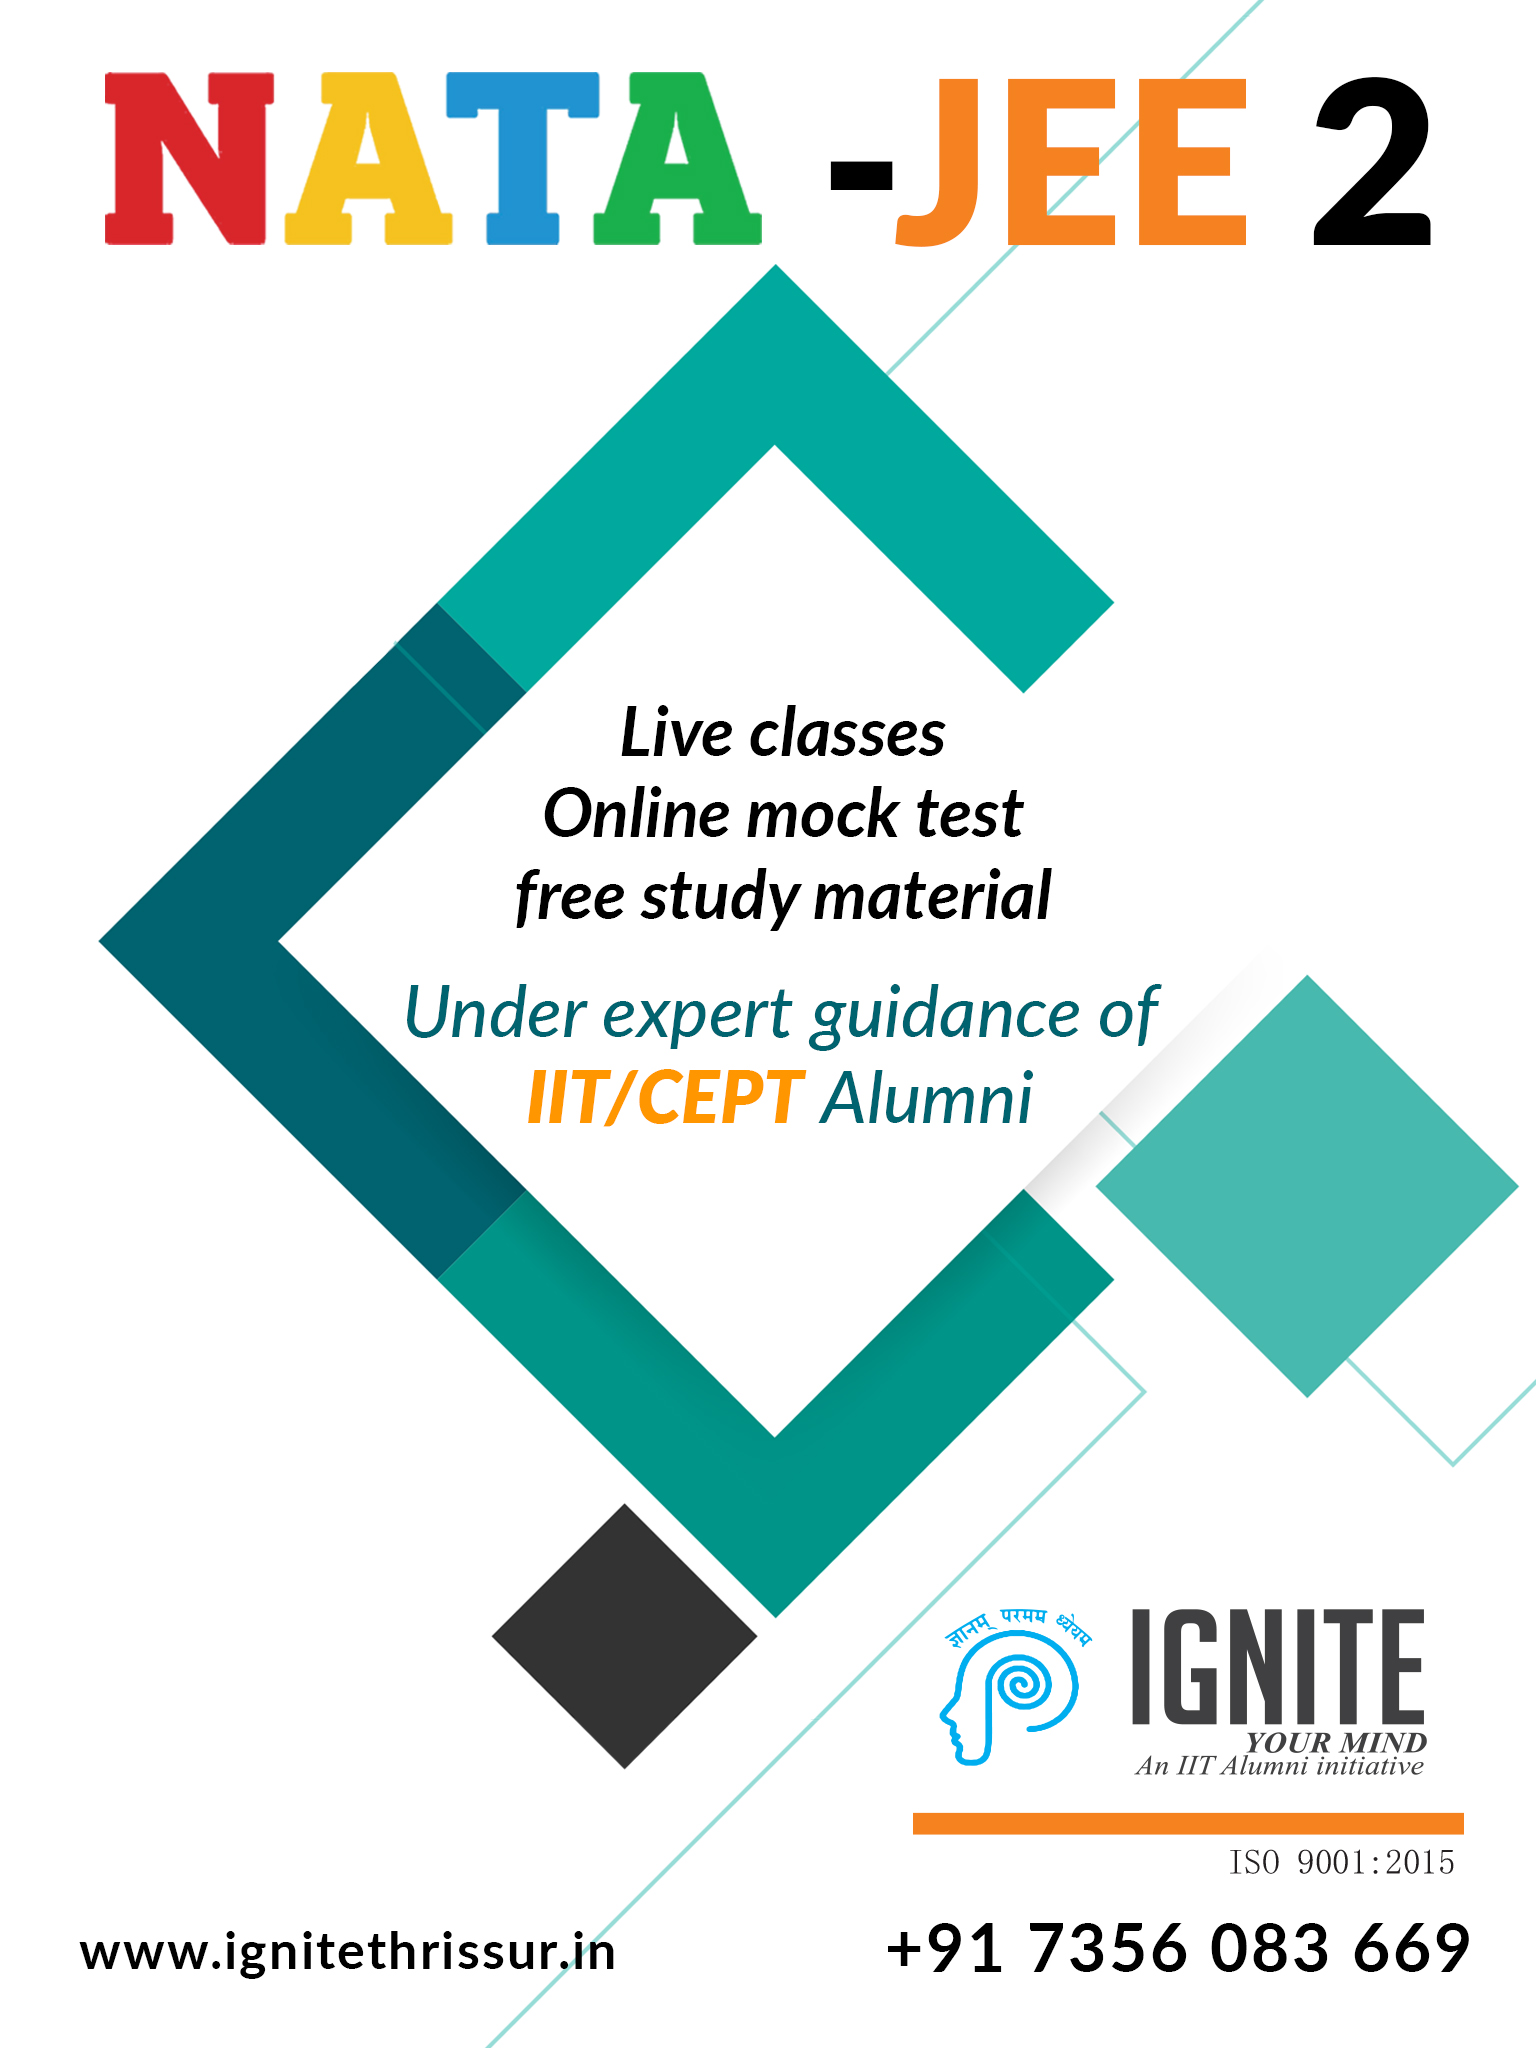 NATA -JEE 2
Live classes
Online mock test
free study material
Under expert guidance of
IIT/CEPT Alumni
ज्ञानम् परमम ध्येयम
IGNITE
YOUR MIND
An IIT Alumni initiative
ISO 9001:2015
www.ignitethrissur.in
+91 7356 083 669